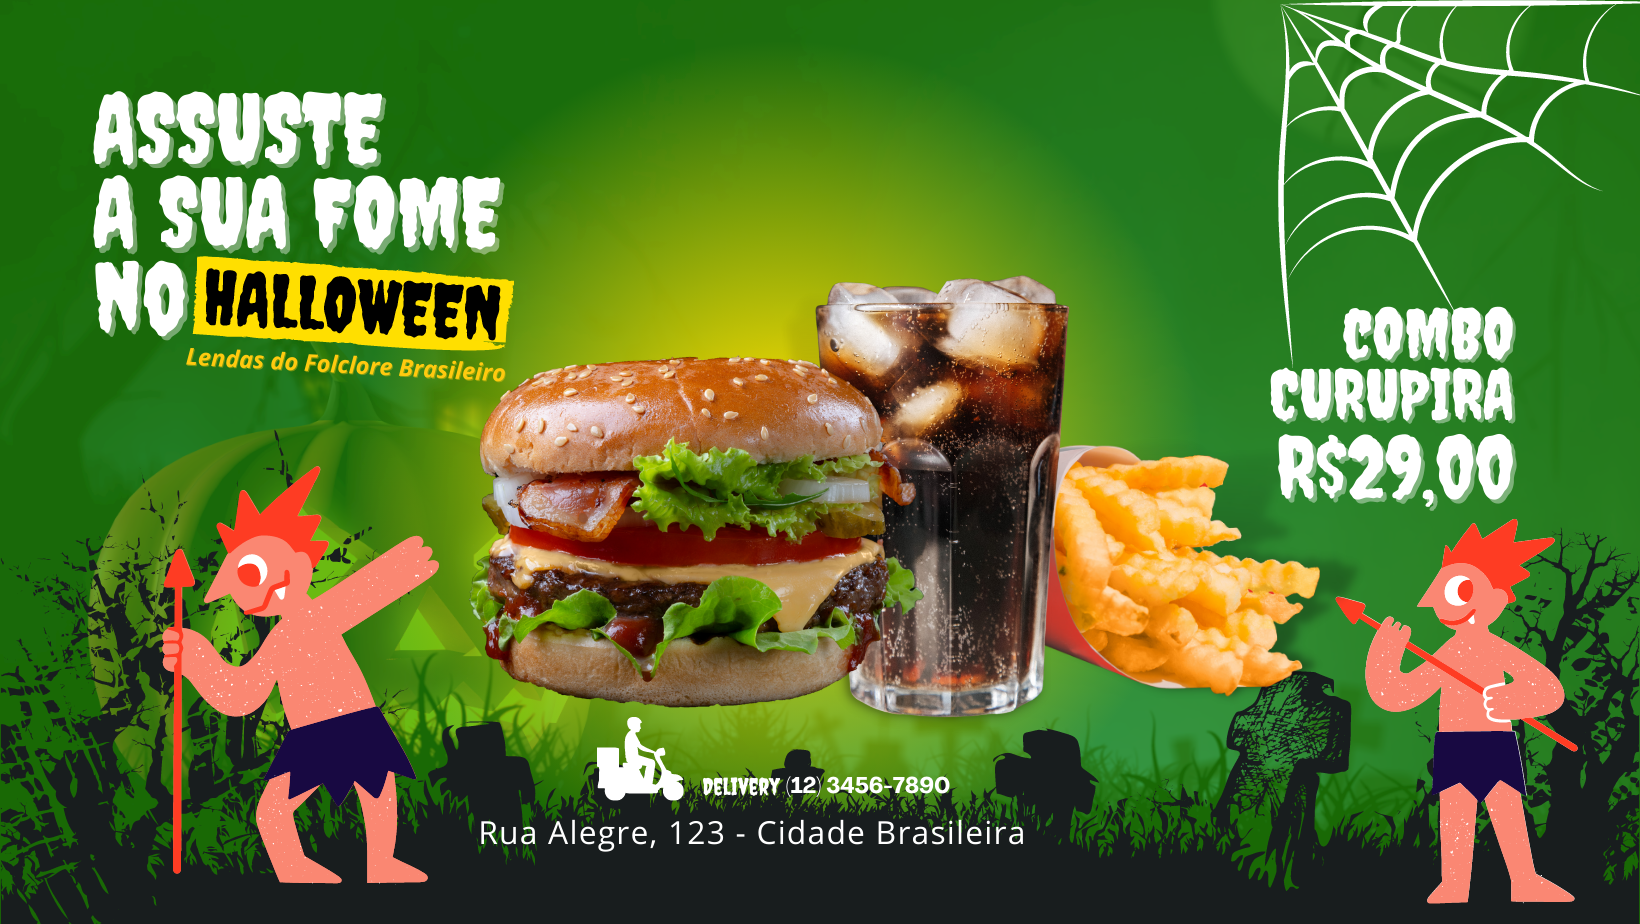 ASSUSTE
A SUA FOME
NO HALLOWEEN
Lendas do Folclore Brasileiro
COMBO
CURUPIRA
R$29,00
DELIVERY (12) 3456-7890
Rua Alegre, 123 - Cidade Brasileira